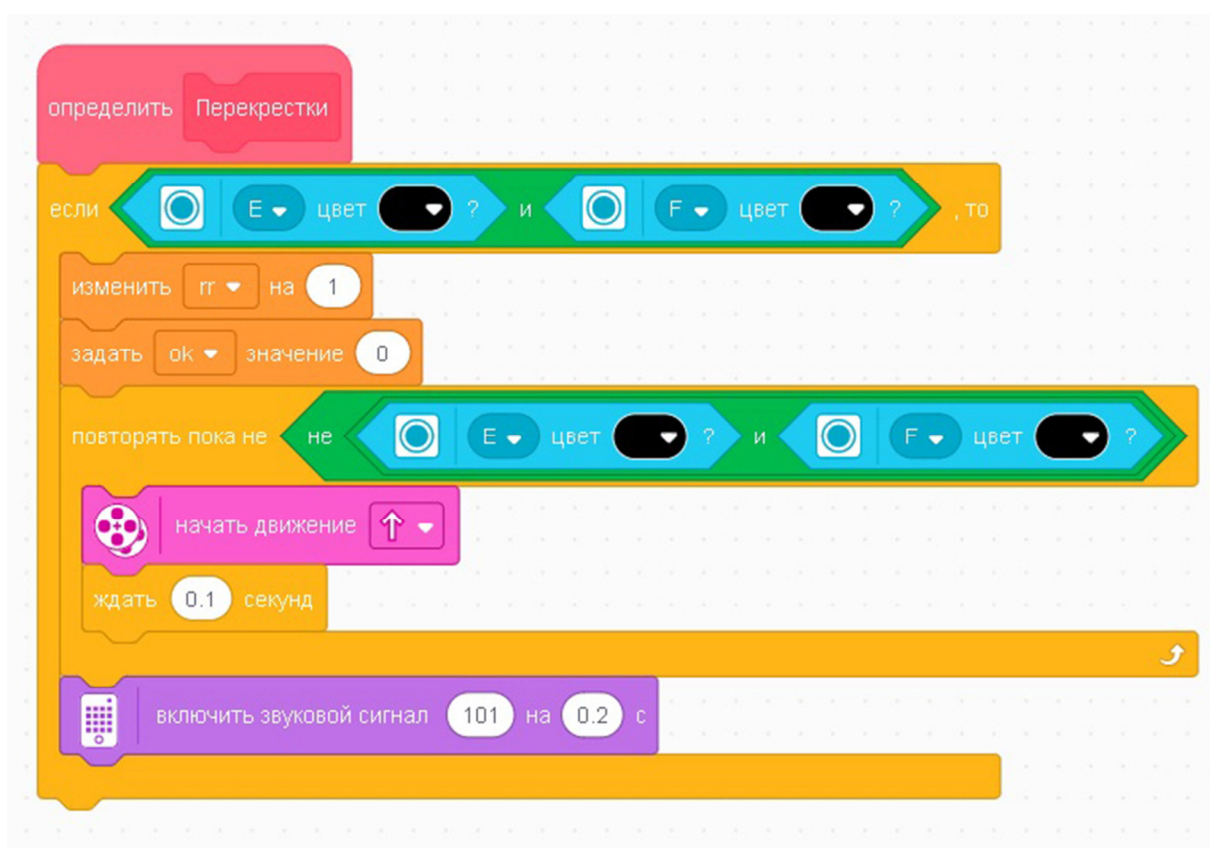 определить Перекрестки
если E цвет ? и F цвет ? , то
изменить rr на 1
задать ok значение 0
повторять пока не не E цвет ? и F цвет ?
начать движение
ждать 0.1 секунд
включить звуковой сигнал 101 на 0.2 с